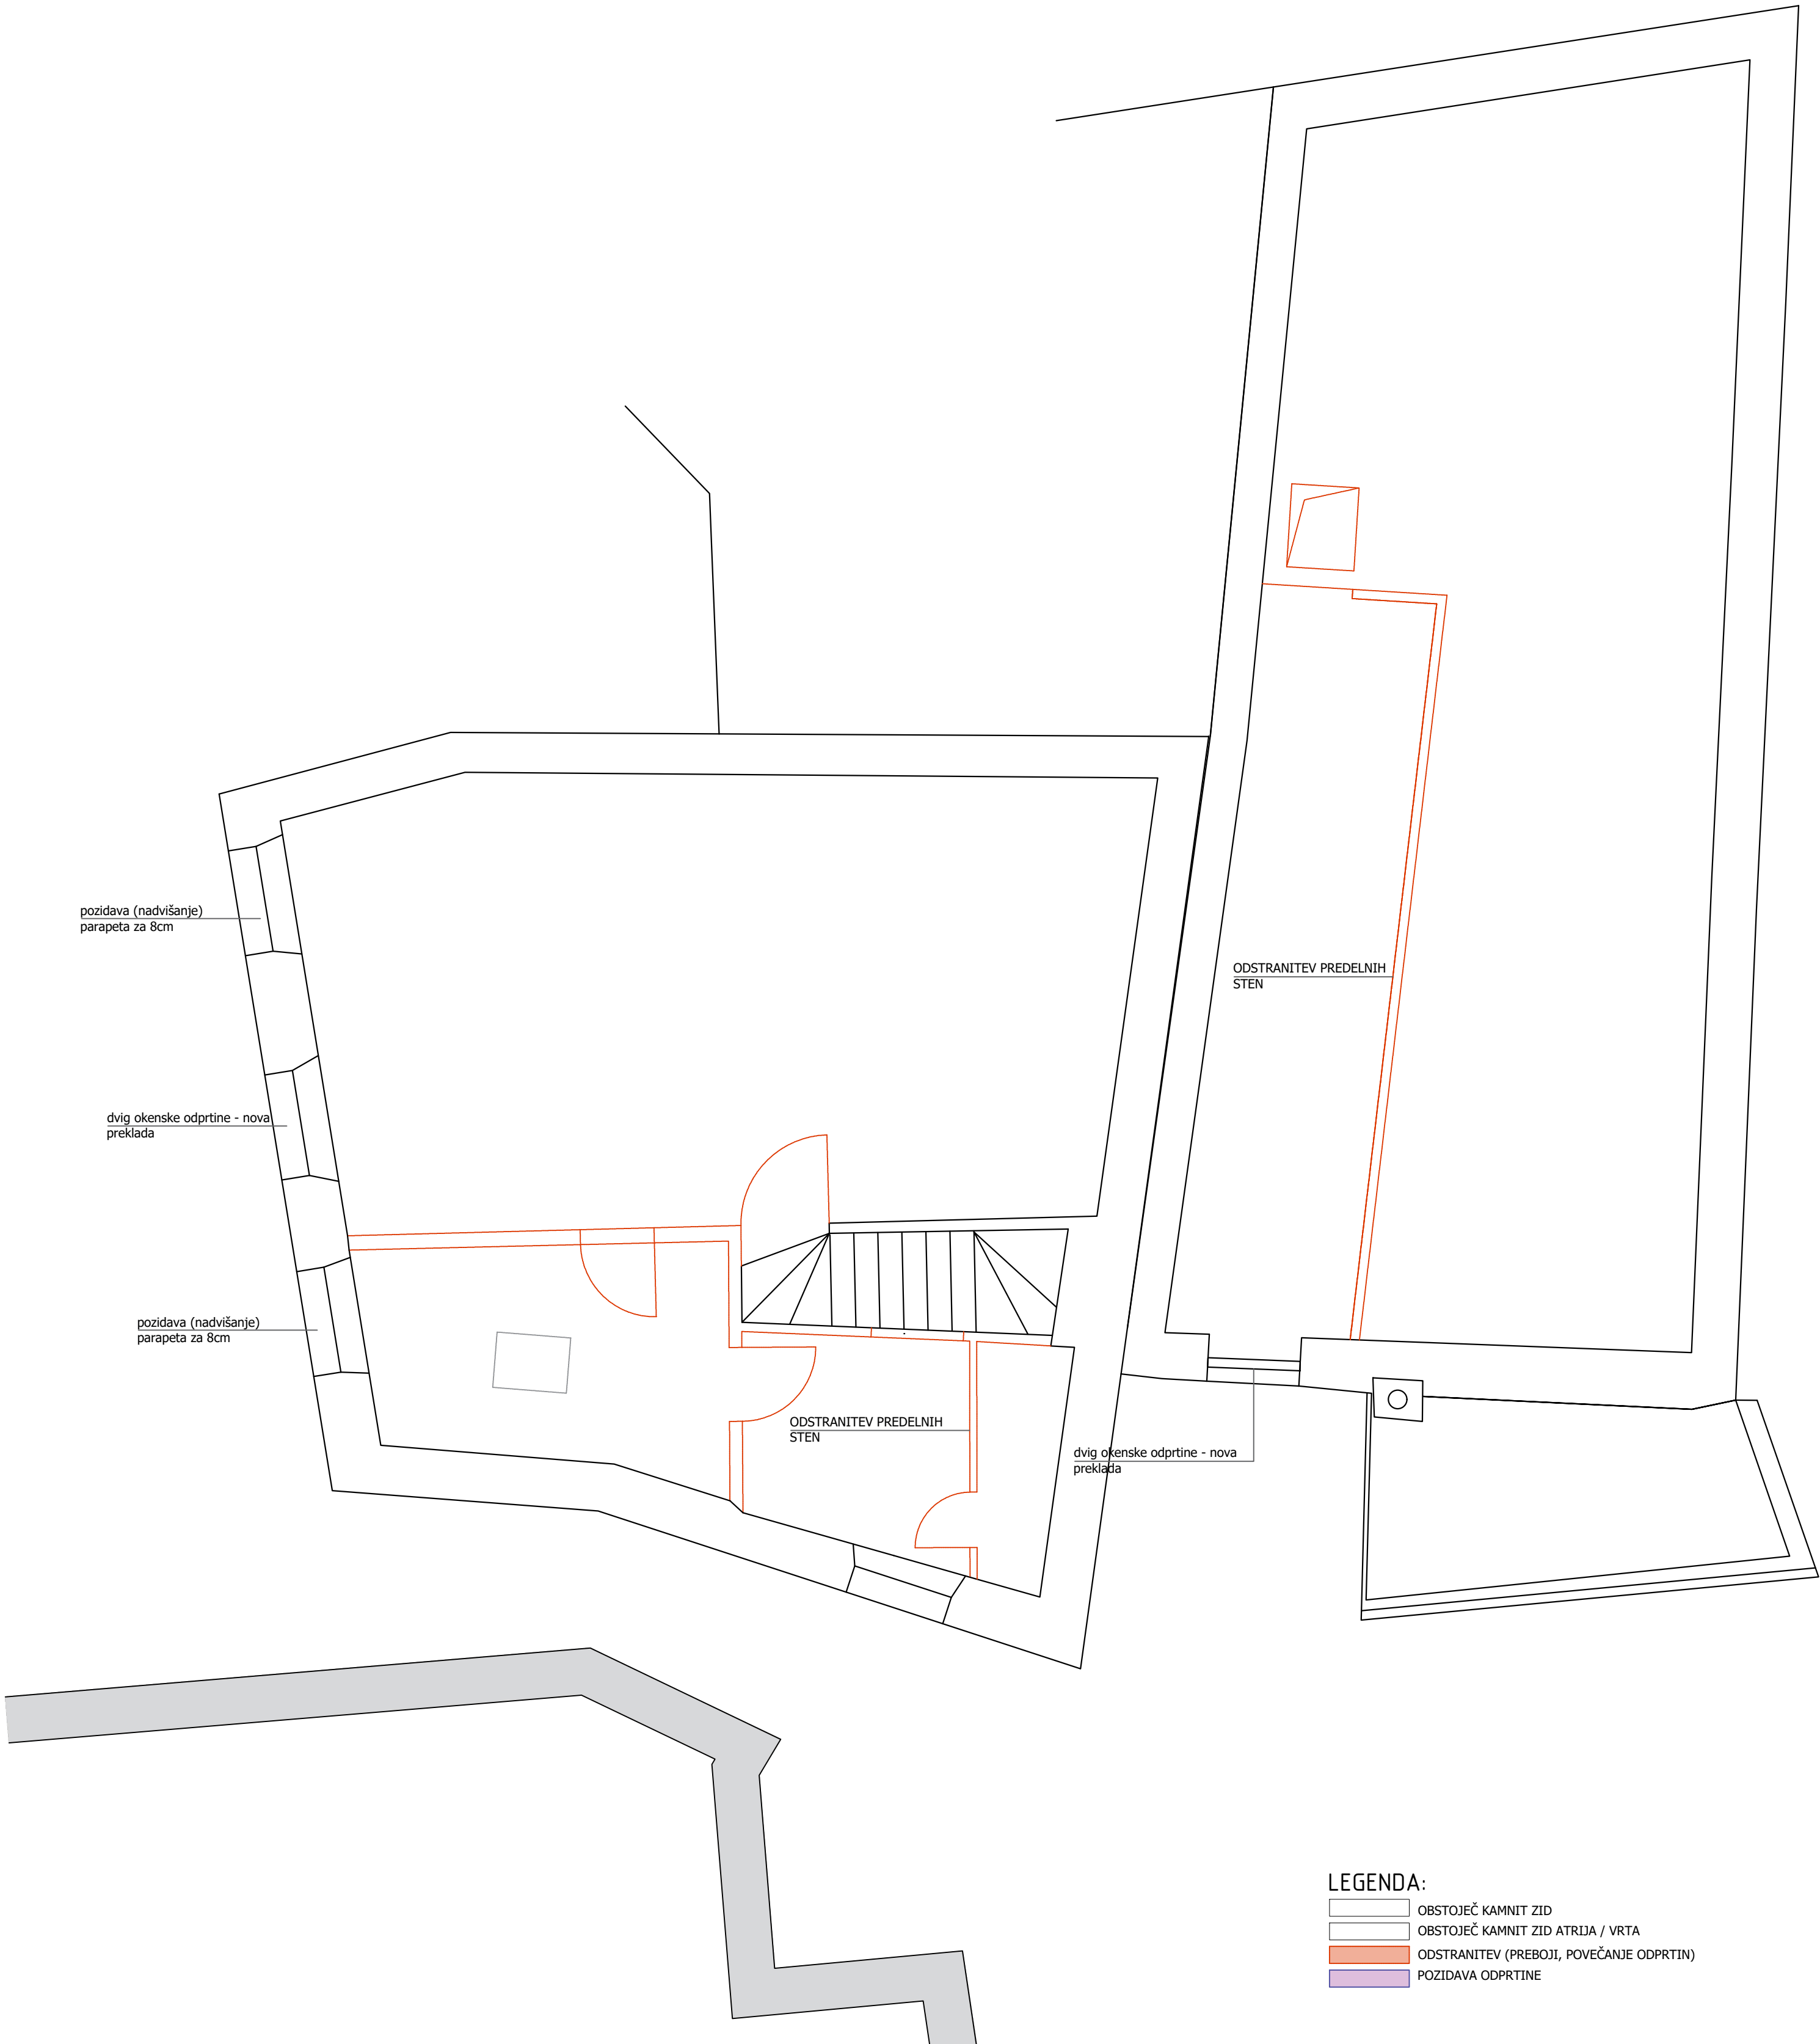 pozidava (nadvišanje)
parapeta za 8cm
ODSTRANITEV PREDELNIH
STEN
dvig okenske odprtine - nova
preklada
pozidava (nadvišanje)
parapeta za 8cm
ODSTRANITEV PREDELNIH
STEN
dvig okenske odprtine - nova
preklada
LEGENDA:
OBSTOJEČ KAMNIT ZID
OBSTOJEČ KAMNIT ZID ATRIJA / VRTA
ODSTRANITEV (PREBOJI, POVEČANJE ODPRTIN)
POZIDAVA ODPRTINE